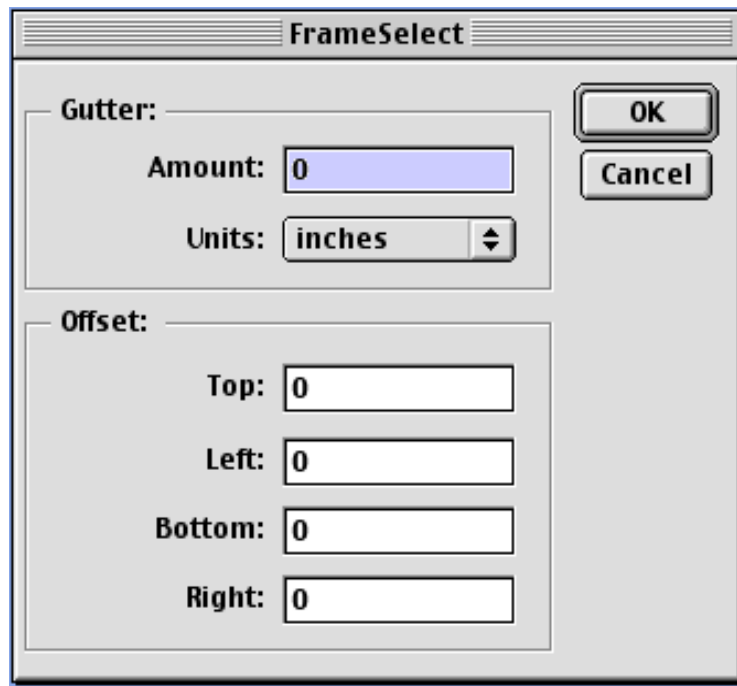 FrameSelect
Gutter:
OK
Amount: 0
Cancel
Units: inches
Offset:
Top: 0
Left: 0
Bottom: 0
Right: 0